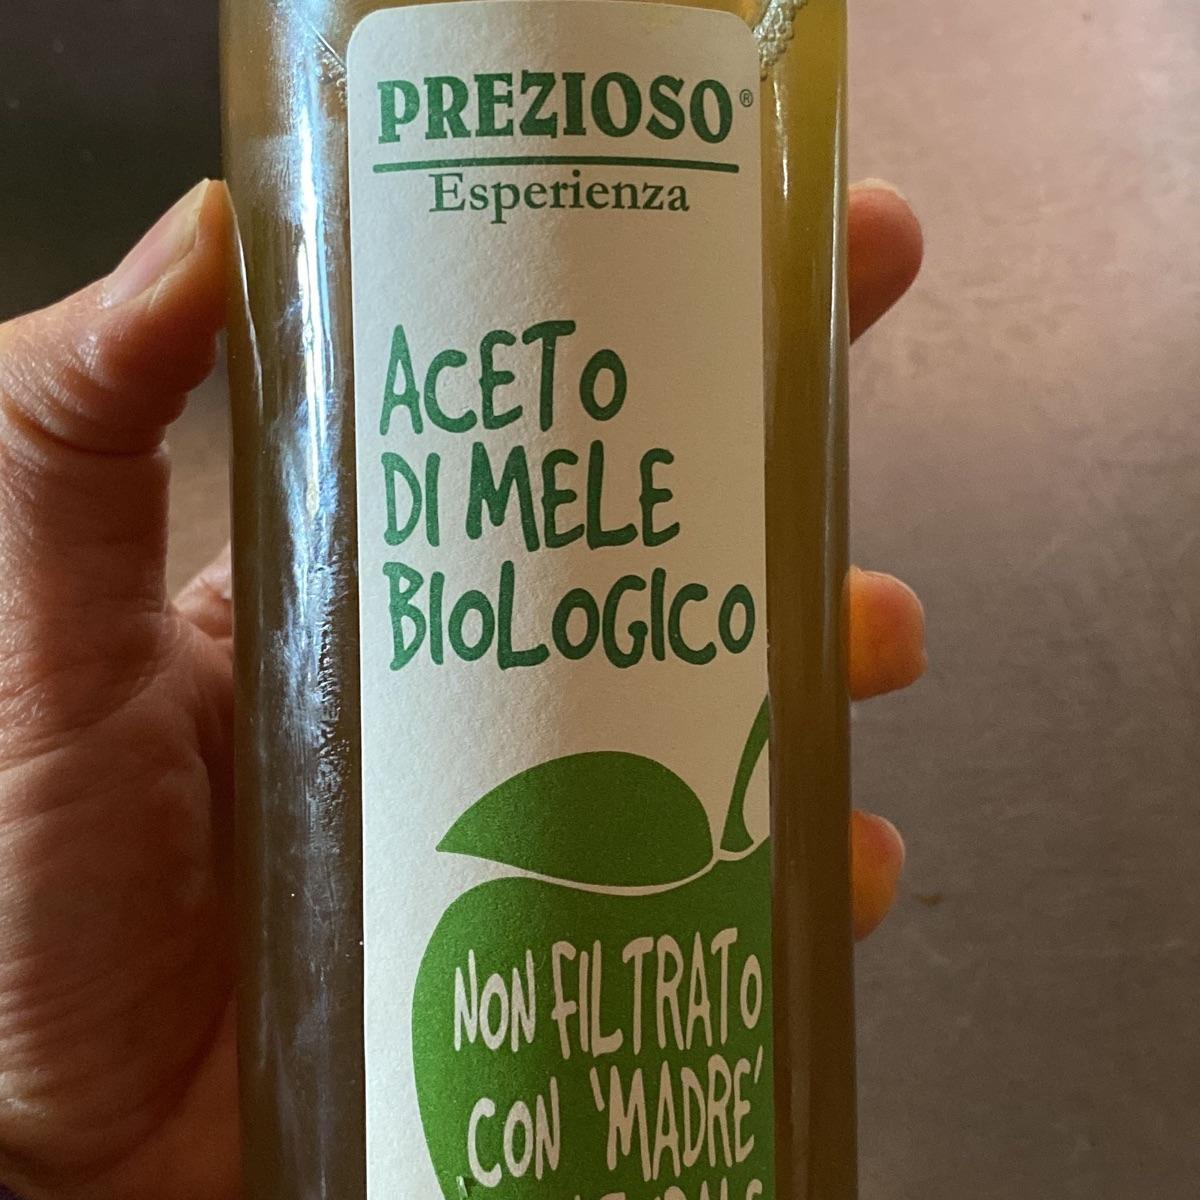 PREZIOSO®
Esperienza
ACETO
DI MELE
BIOLOGICO
NON FILTRATO
CON 'MADRE'